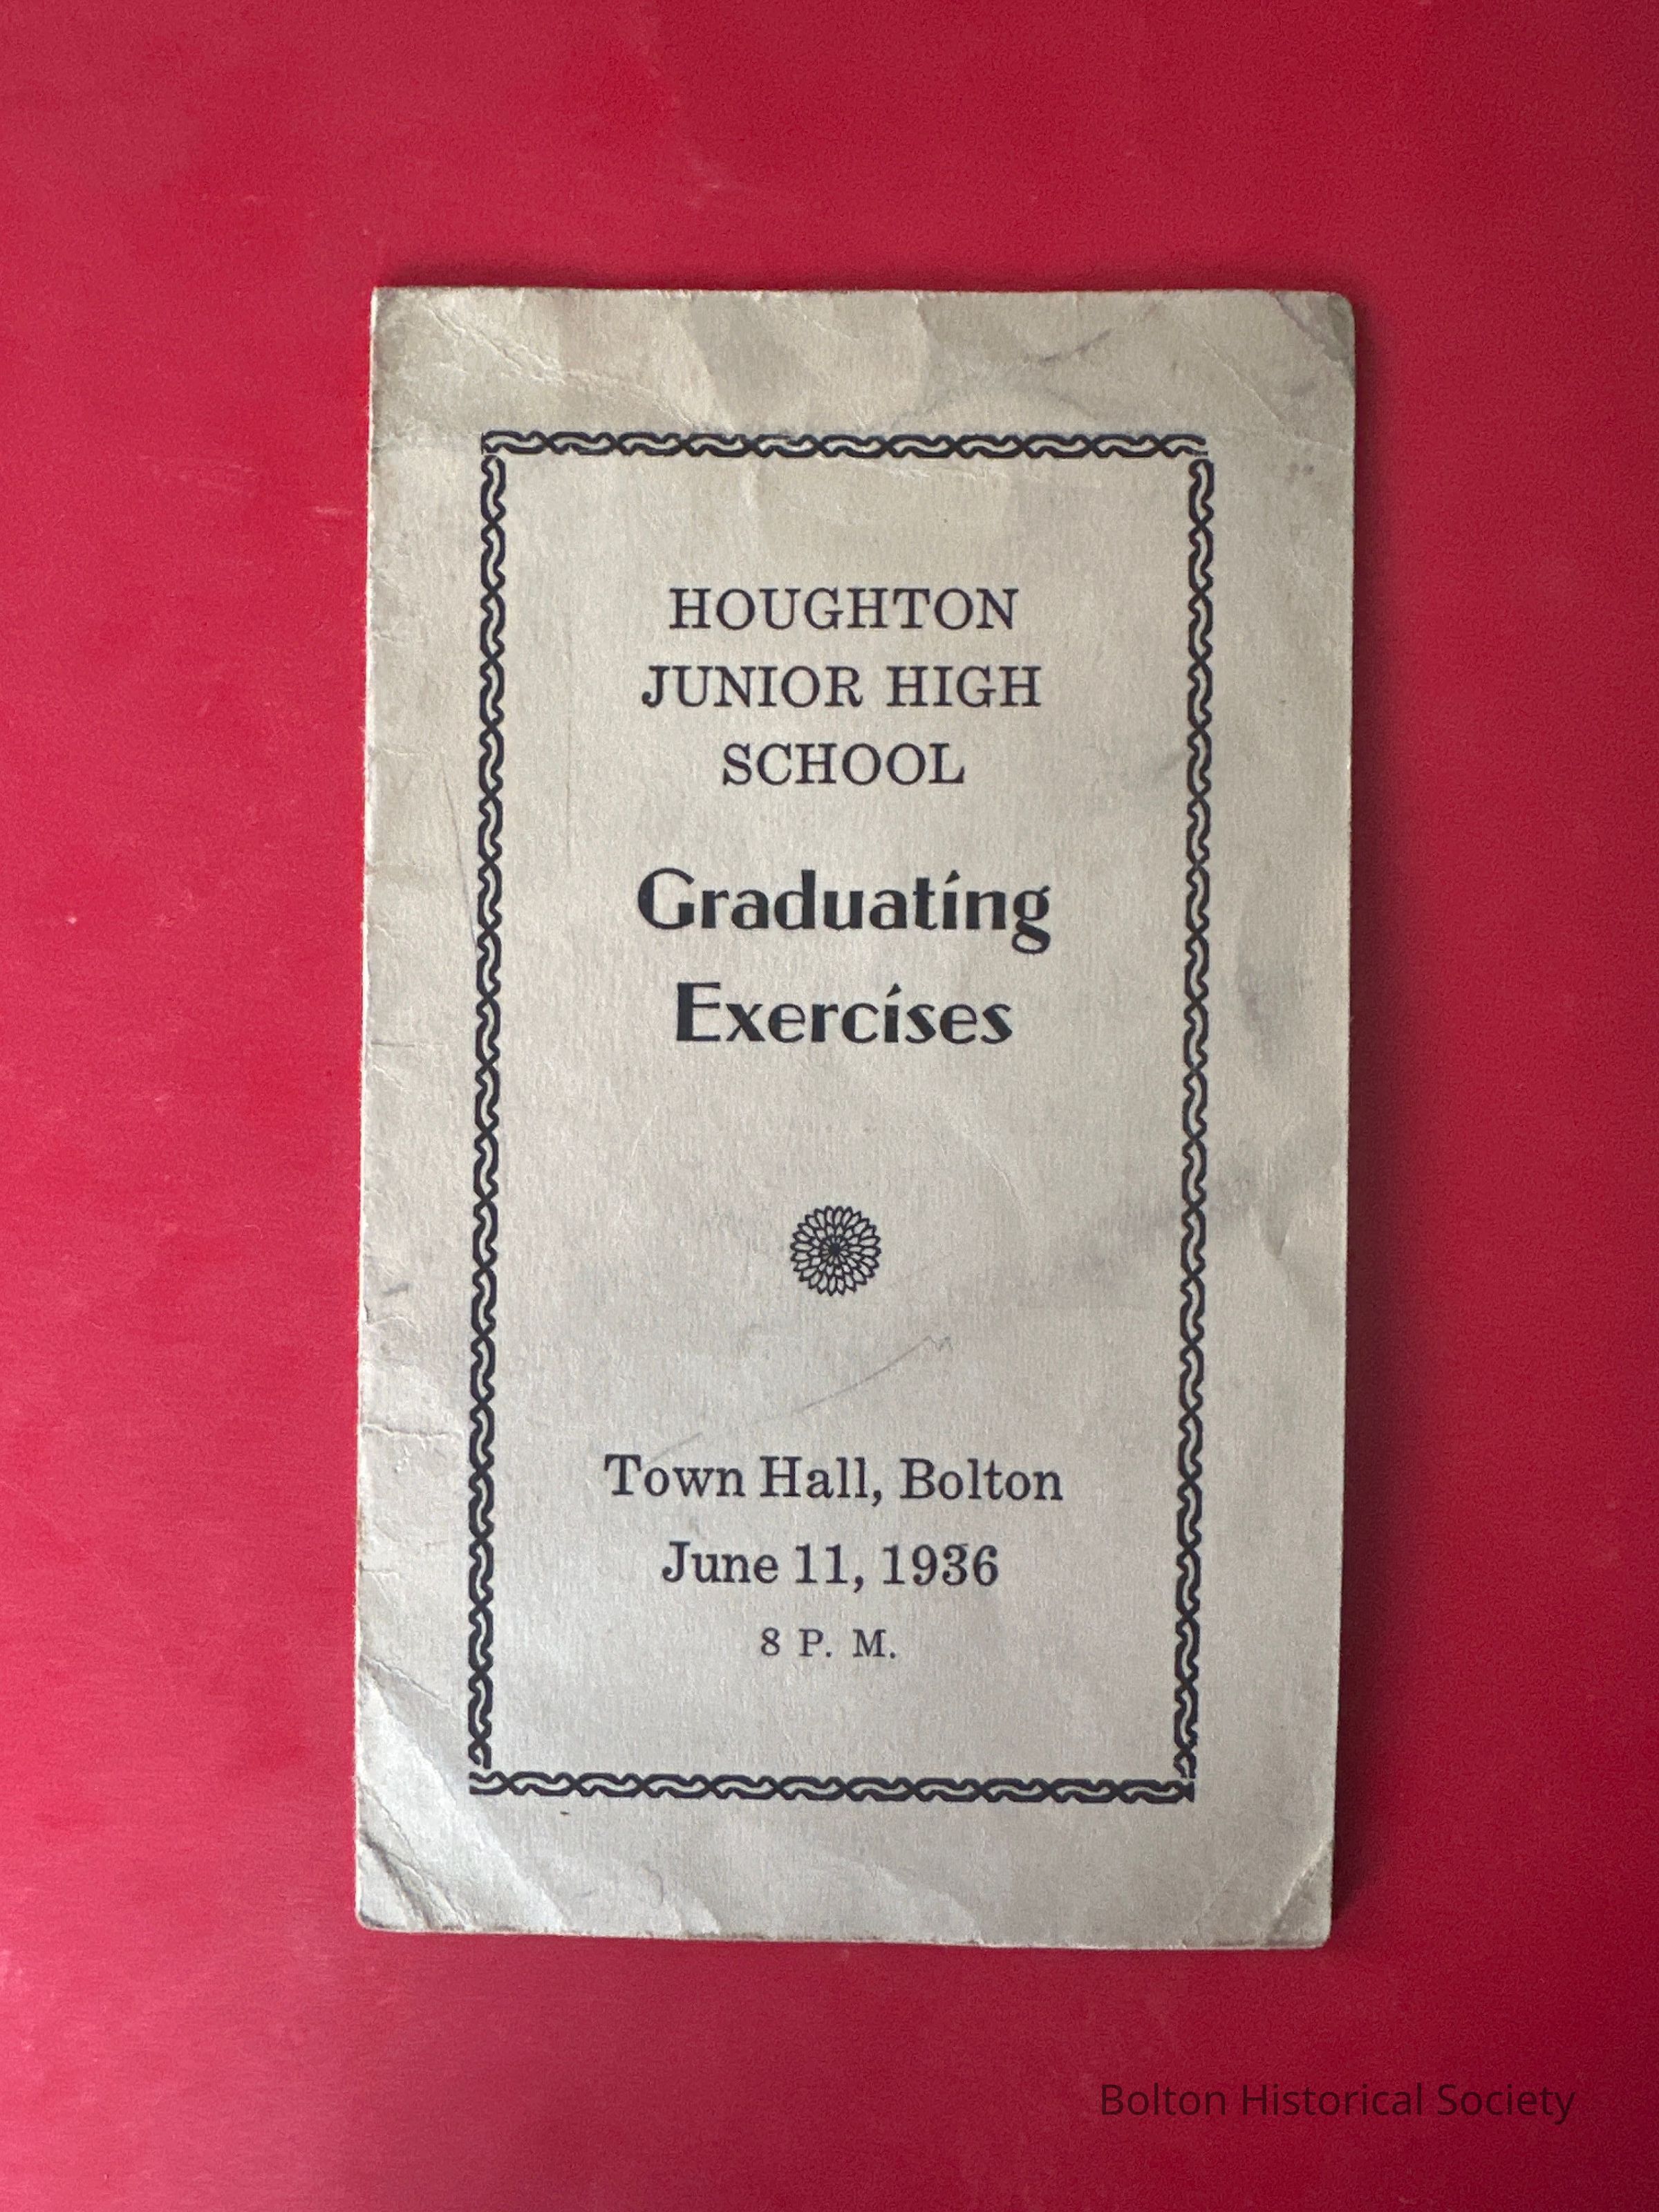 HOUGHTON
JUNIOR HIGH
SCHOOL
Graduating
Exercises
Town Hall, Bolton
June 11, 1936
8 P. M.
Bolton Historical Society